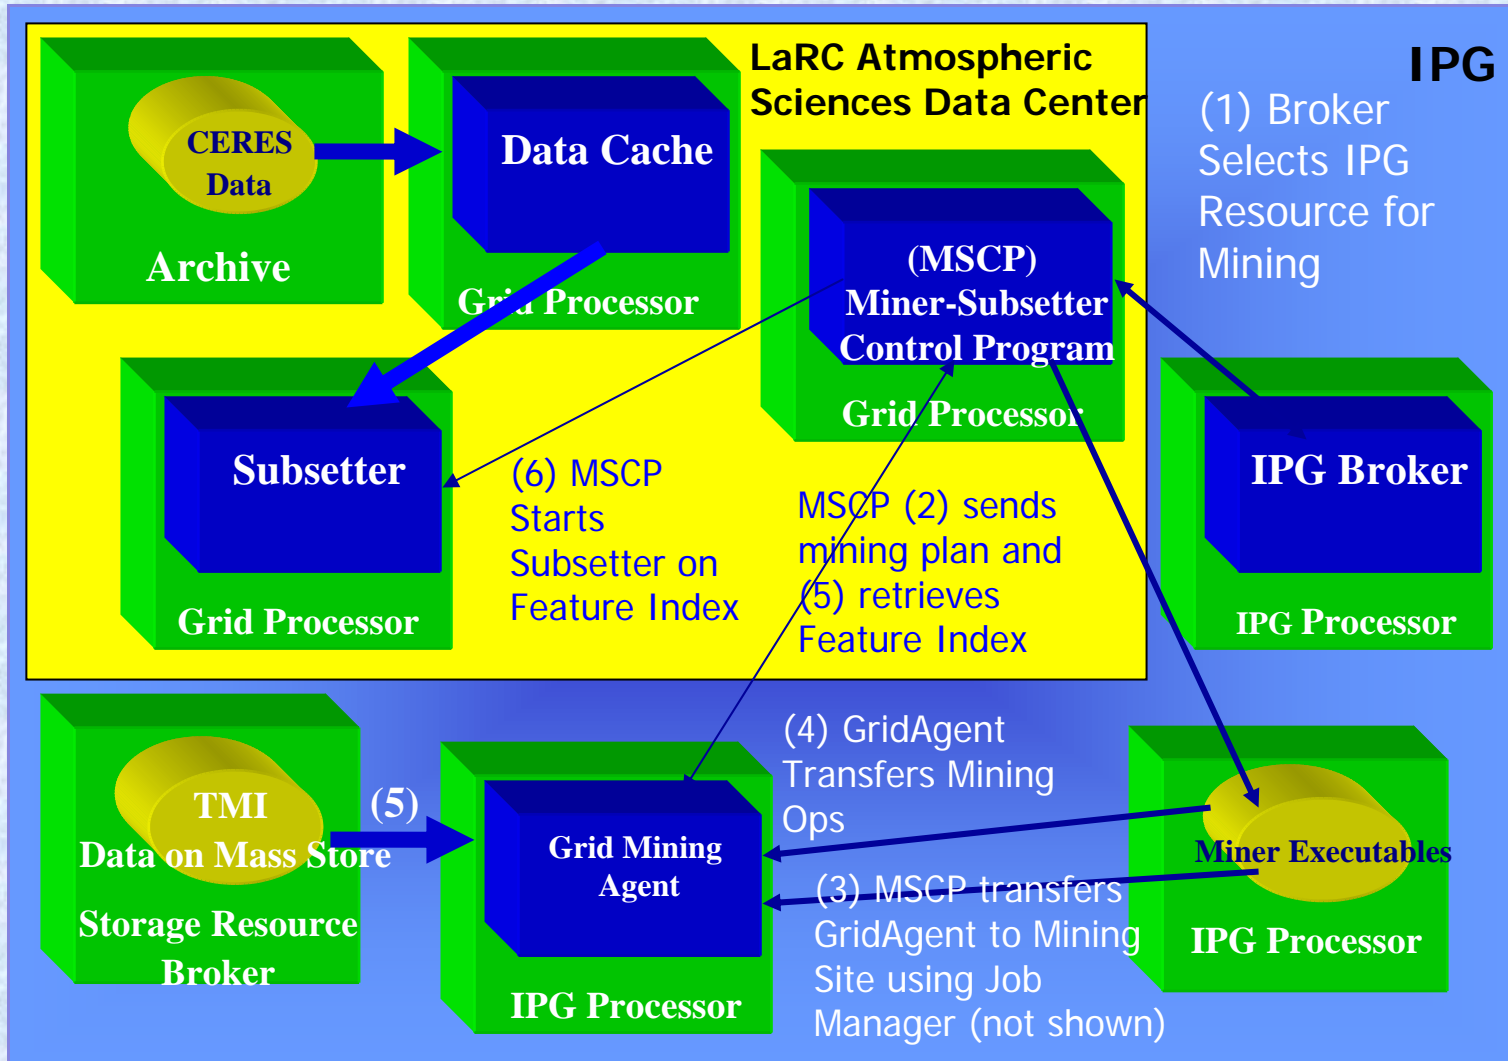 LaRC Atmospheric
Sciences Data Center
IPG
(1) Broker
Selects IPG
Resource for
Mining
CERES
Data
Archive
Data Cache
Grid Processor
(MSCP)
Miner-Subsetter
Control Program
Grid Processor
Subsetter
Grid Processor
(6) MSCP
Starts
Subsetter on
Feature Index
MSCP (2) sends
mining plan and
(5) retrieves
Feature Index
IPG Broker
IPG Processor
TMI
Data on Mass Store
Storage Resource
Broker
(5)
Grid Mining
Agent
IPG Processor
(4) GridAgent
Transfers Mining
Ops
(3) MSCP transfers
GridAgent to Mining
Site using Job
Manager (not shown)
Miner Executables
IPG Processor